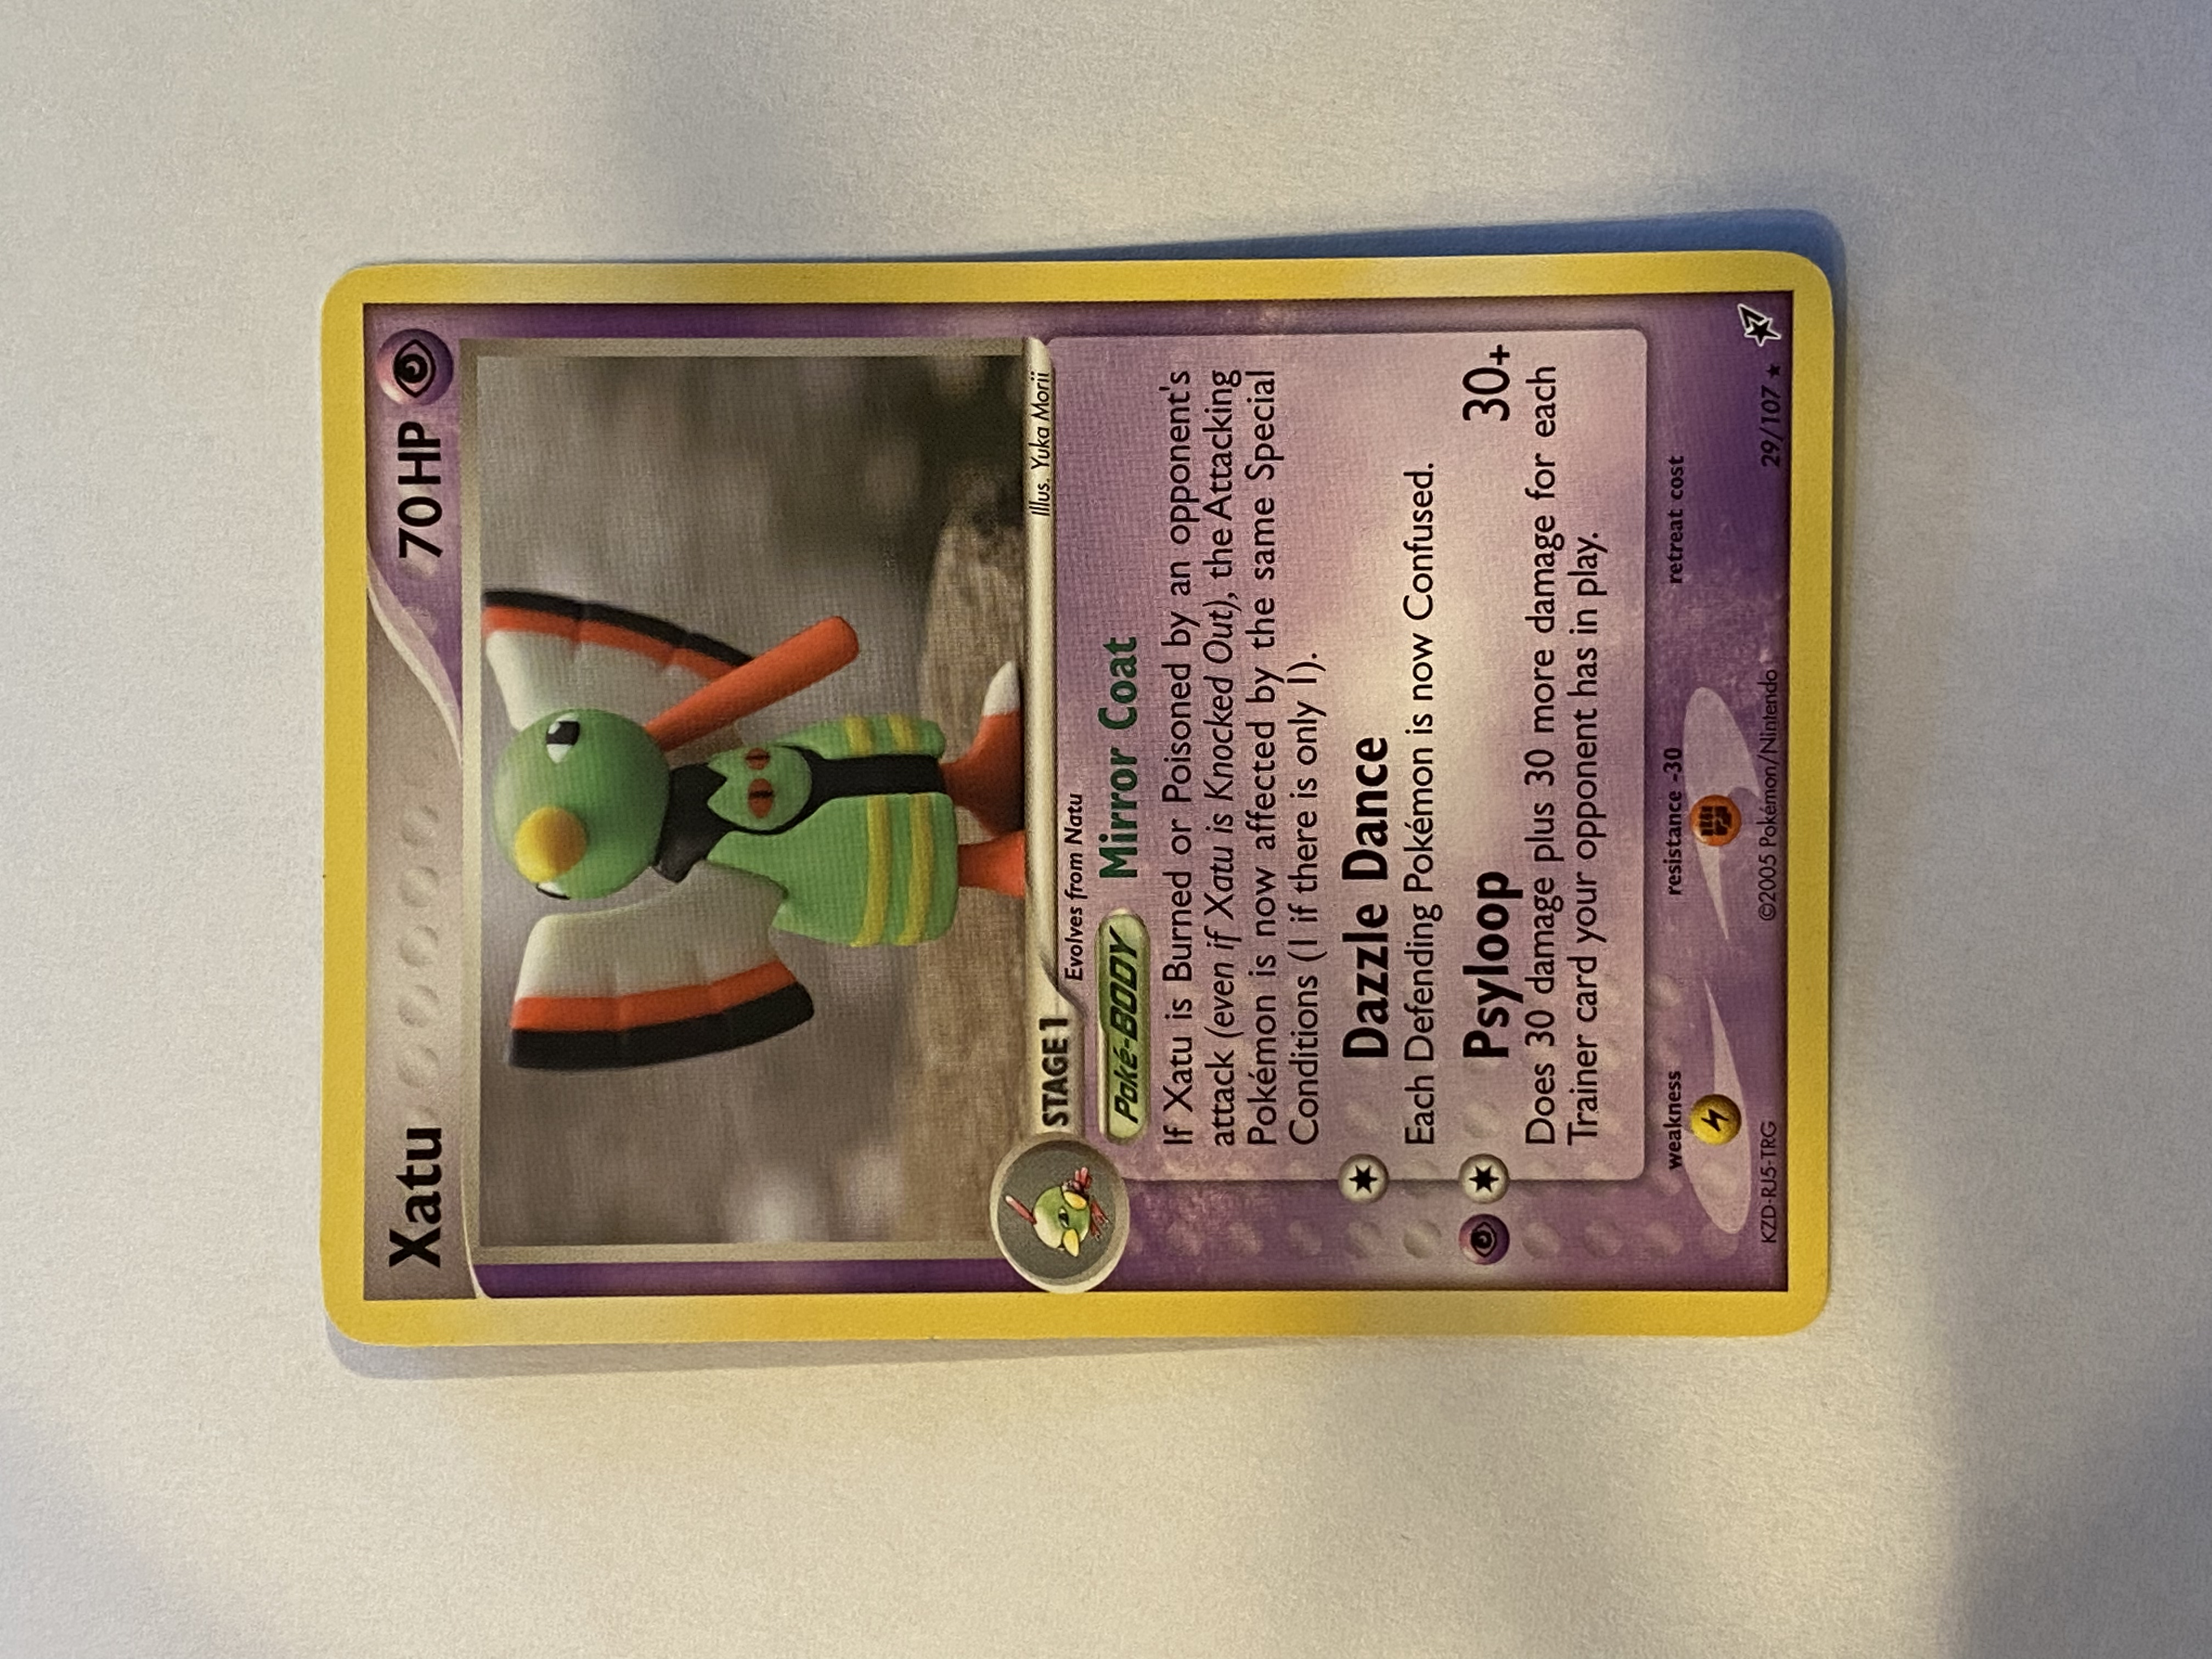 Xatu 70 HP
Illus. Yuka Morii
STAGE 1
Evolves from Natu
Poké-BODY Mirror Coat
If Xatu is Burned or Poisoned by an opponent's
attack (even if Xatu is Knocked Out), the Attacking
Pokémon is now affected by the same Special
Conditions (1 if there is only 1).
Dazzle Dance
Each Defending Pokémon is now Confused.
Psyloop 30+
Does 30 damage plus 30 more damage for each
Trainer card your opponent has in play.
weakness resistance -30 retreat cost
KZD-RJ5-TRG ©2005 Pokémon/Nintendo 29/107 ★